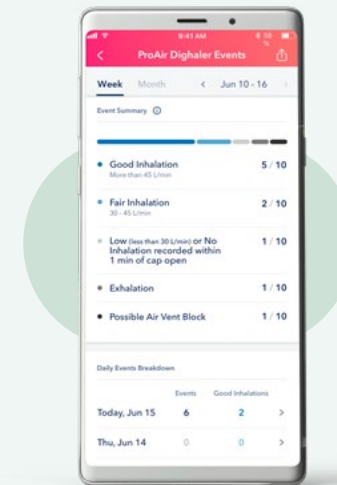 9:41 AM
58
%
ProAir Dighaler Events
Week Month < Jun 10 - 16 >
Event Summary
Good Inhalation 5 / 10
More than 45 L/min
Fair Inhalation 2 / 10
30 - 45 L/min
Low (less than 30 L/min) or No 1 / 10
Inhalation recorded within
1 min of cap open
Exhalation 1 / 10
Possible Air Vent Block 1 / 10
Daily Events Breakdown
Events Good Inhalations
Today, Jun 15 6 2 >
Thu, Jun 14 0 0 >